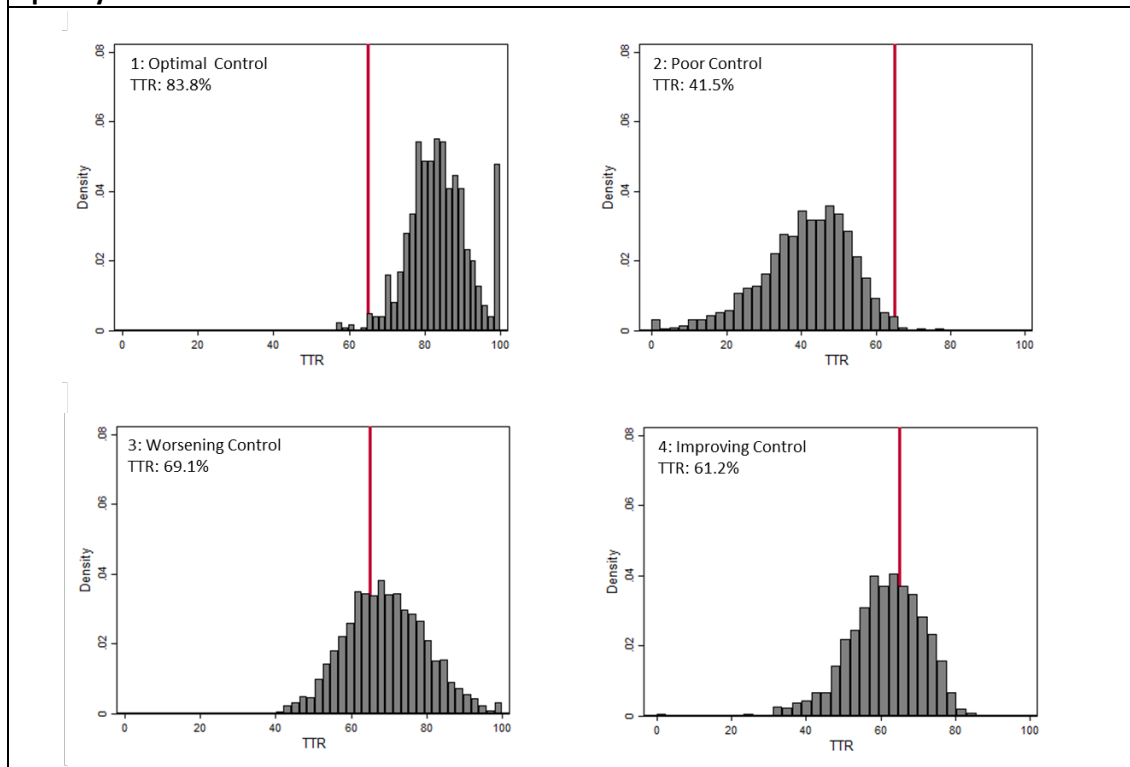 1: Optimal Control
TTR: 83.8%
.08
.06
.04
.02
0
Density
0 20 40 60 80 100
TTR
2: Poor Control
TTR: 41.5%
.08
.06
.04
.02
0
Density
0 20 40 60 80 100
TTR
3: Worsening Control
TTR: 69.1%
.08
.06
.04
.02
0
Density
0 20 40 60 80 100
TTR
4: Improving Control
TTR: 61.2%
.08
.06
.04
.02
0
Density
0 20 40 60 80 100
TTR